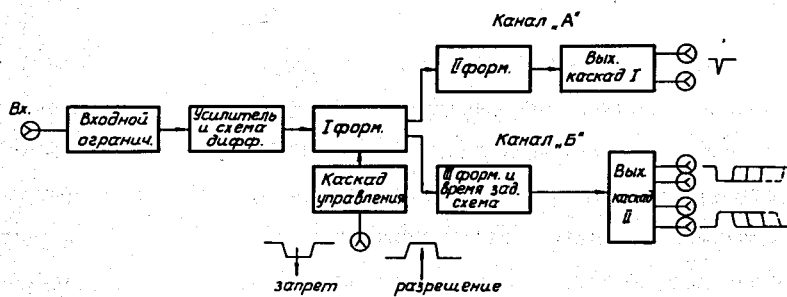 Канал „А“
II форм.
Вых.
каскад I
Вх.
Входной
огранич.
Усилитель
и схема
дифф.
I форм.
Канал „Б“
Каскад
управления
III форм. и
время зад.
схема
Вых
каскад
II
запрет
разрешение